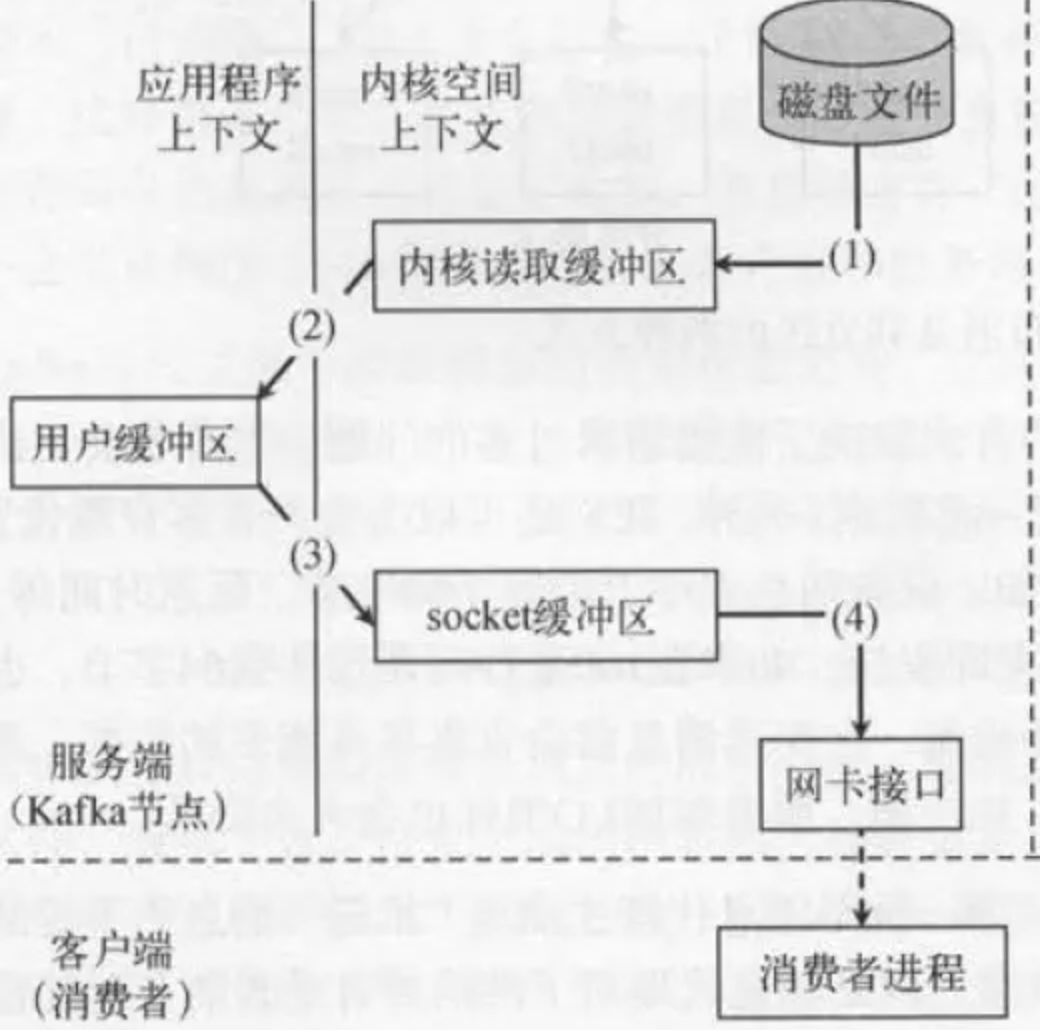 应用程序
上下文
内核空间
上下文
磁盘文件
内核读取缓冲区
(1)
(2)
用户缓冲区
(3)
socket缓冲区
(4)
服务端
(Kafka节点)
网卡接口
客户端
(消费者)
消费者进程